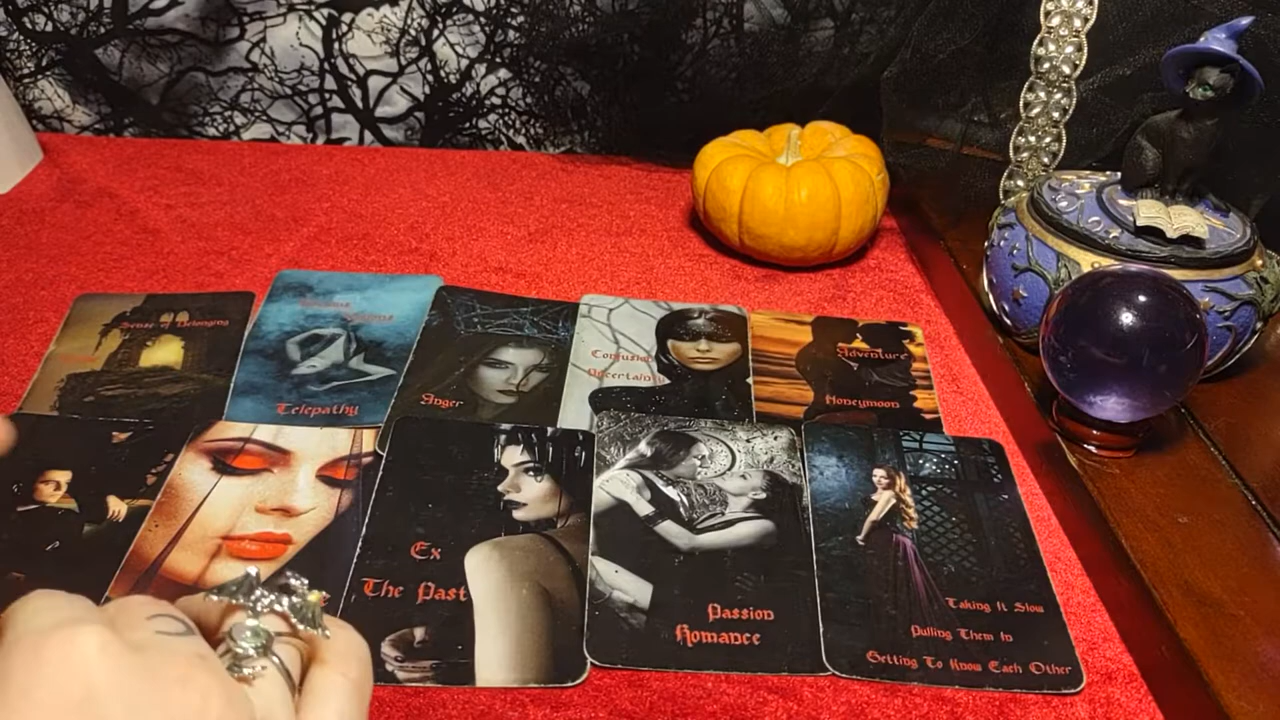 Sense of Belonging
Telepathy
Anger
Confusion
Uncertainty
Adventure
Honeymoon
Ex
The Past
Passion
Romance
Taking It Slow
Pulling Them In
Getting To Know Each Other